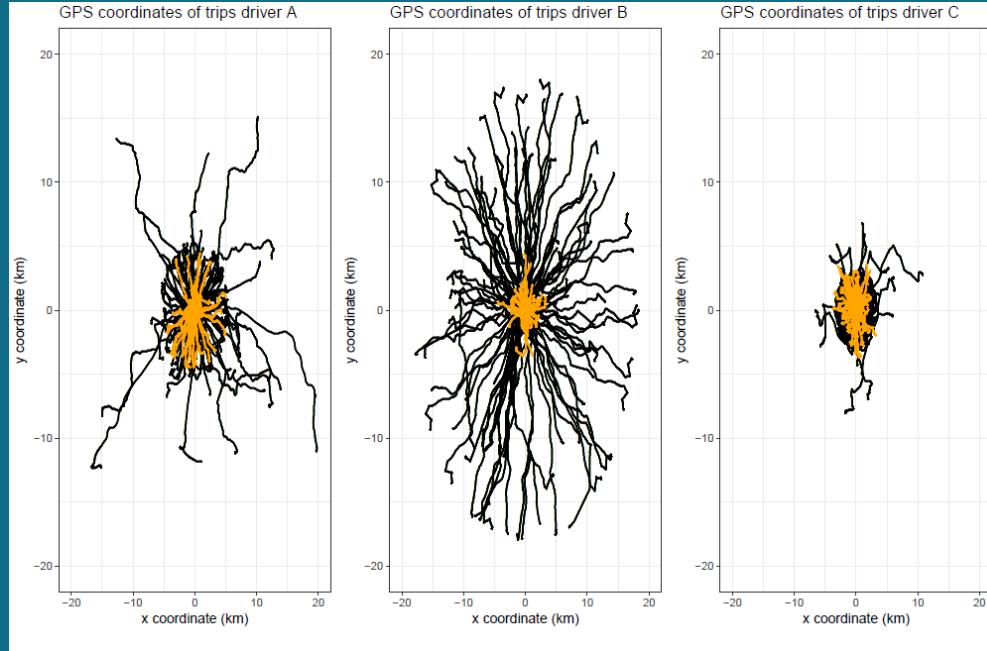 GPS coordinates of trips driver A
GPS coordinates of trips driver B
GPS coordinates of trips driver C
y coordinate (km)
20
10
0
−10
−20
−20 −10 0 10 20
x coordinate (km)
y coordinate (km)
20
10
0
−10
−20
−20 −10 0 10 20
x coordinate (km)
y coordinate (km)
20
10
0
−10
−20
−20 −10 0 10 20
x coordinate (km)